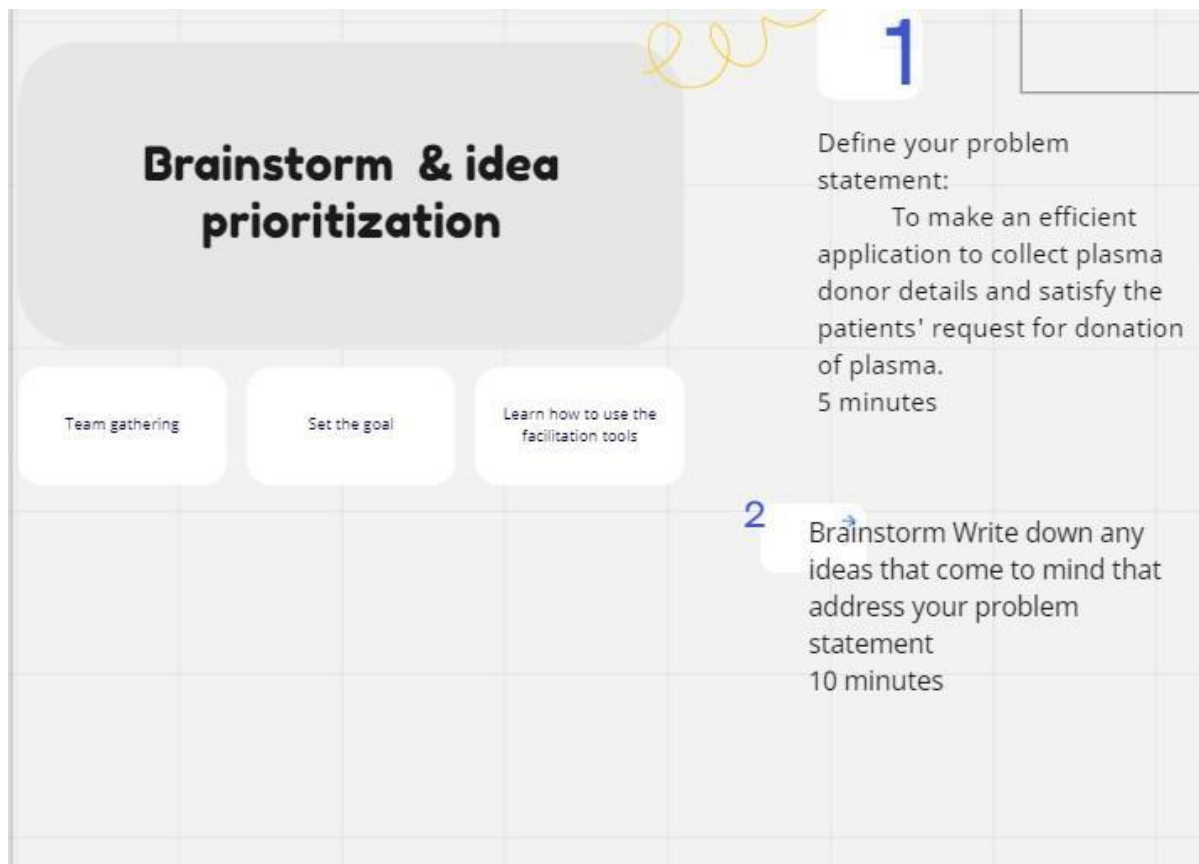 Brainstorm & idea
prioritization
Team gathering
Set the goal
Learn how to use the
facilitation tools
1
Define your problem
statement:
To make an efficient
application to collect plasma
donor details and satisfy the
patients' request for donation
of plasma.
5 minutes
2
Brainstorm Write down any
ideas that come to mind that
address your problem
statement
10 minutes